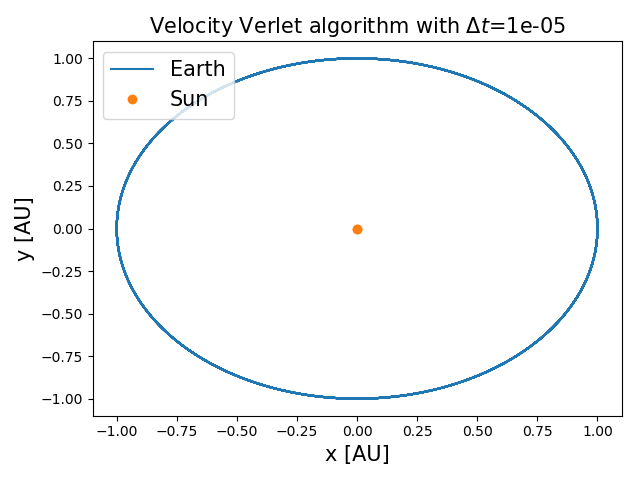 Velocity Verlet algorithm with Δt=1e-05
Earth
Sun
y [AU]
1.00
0.75
0.50
0.25
0.00
−0.25
−0.50
−0.75
−1.00
−1.00 −0.75 −0.50 −0.25 0.00 0.25 0.50 0.75 1.00
x [AU]